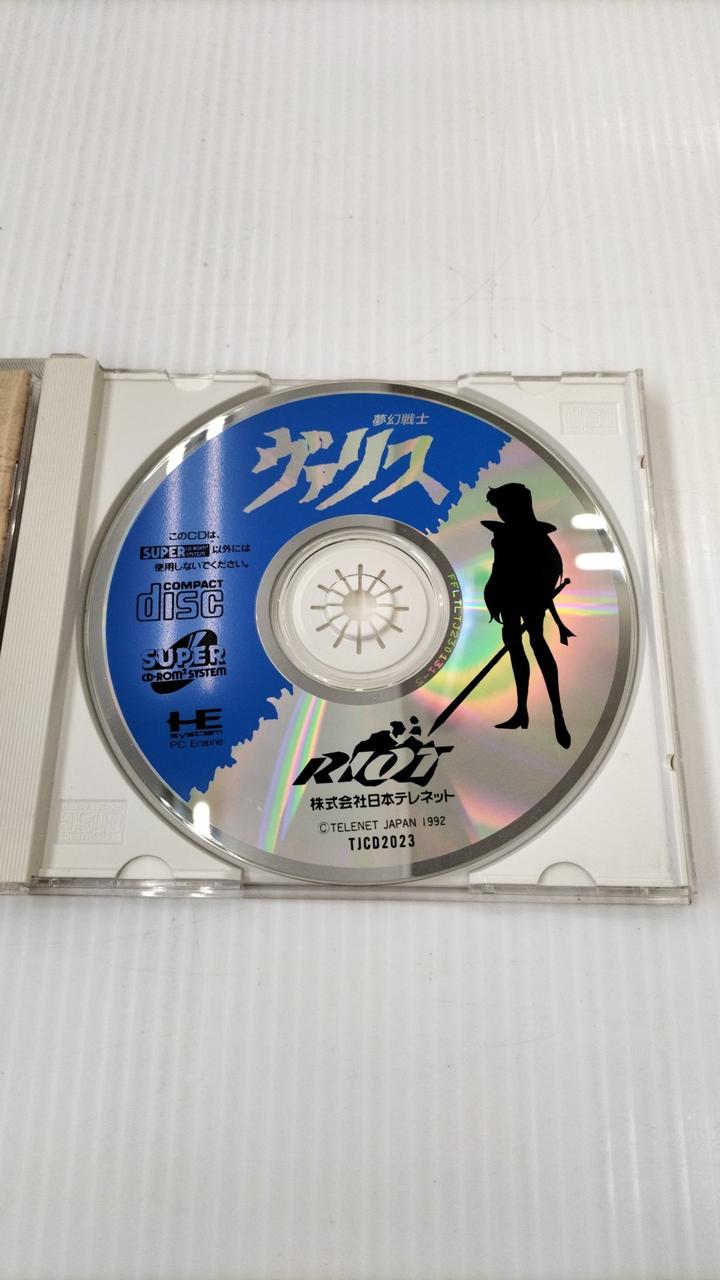 夢幻戦士
ヴァリス
このCDは、
SUPER CD-ROM² SYSTEM 以外には
使用しないでください。
COMPACT
disc
SUPER
CD-ROM² SYSTEM
HE
system
PC Engine
RIOT
株式会社日本テレネット
©TELENET JAPAN 1992
TJCD2023